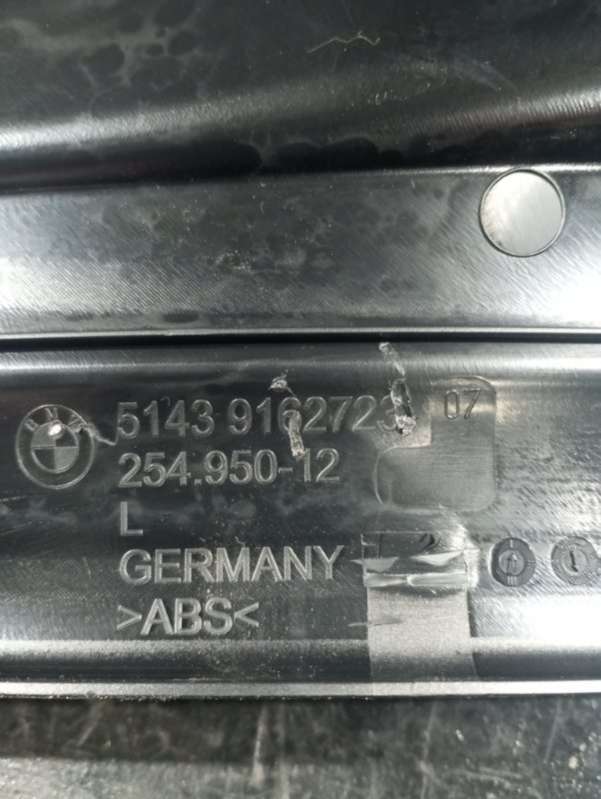 5143 9162723 07
254.950-12
L
GERMANY
>ABS<